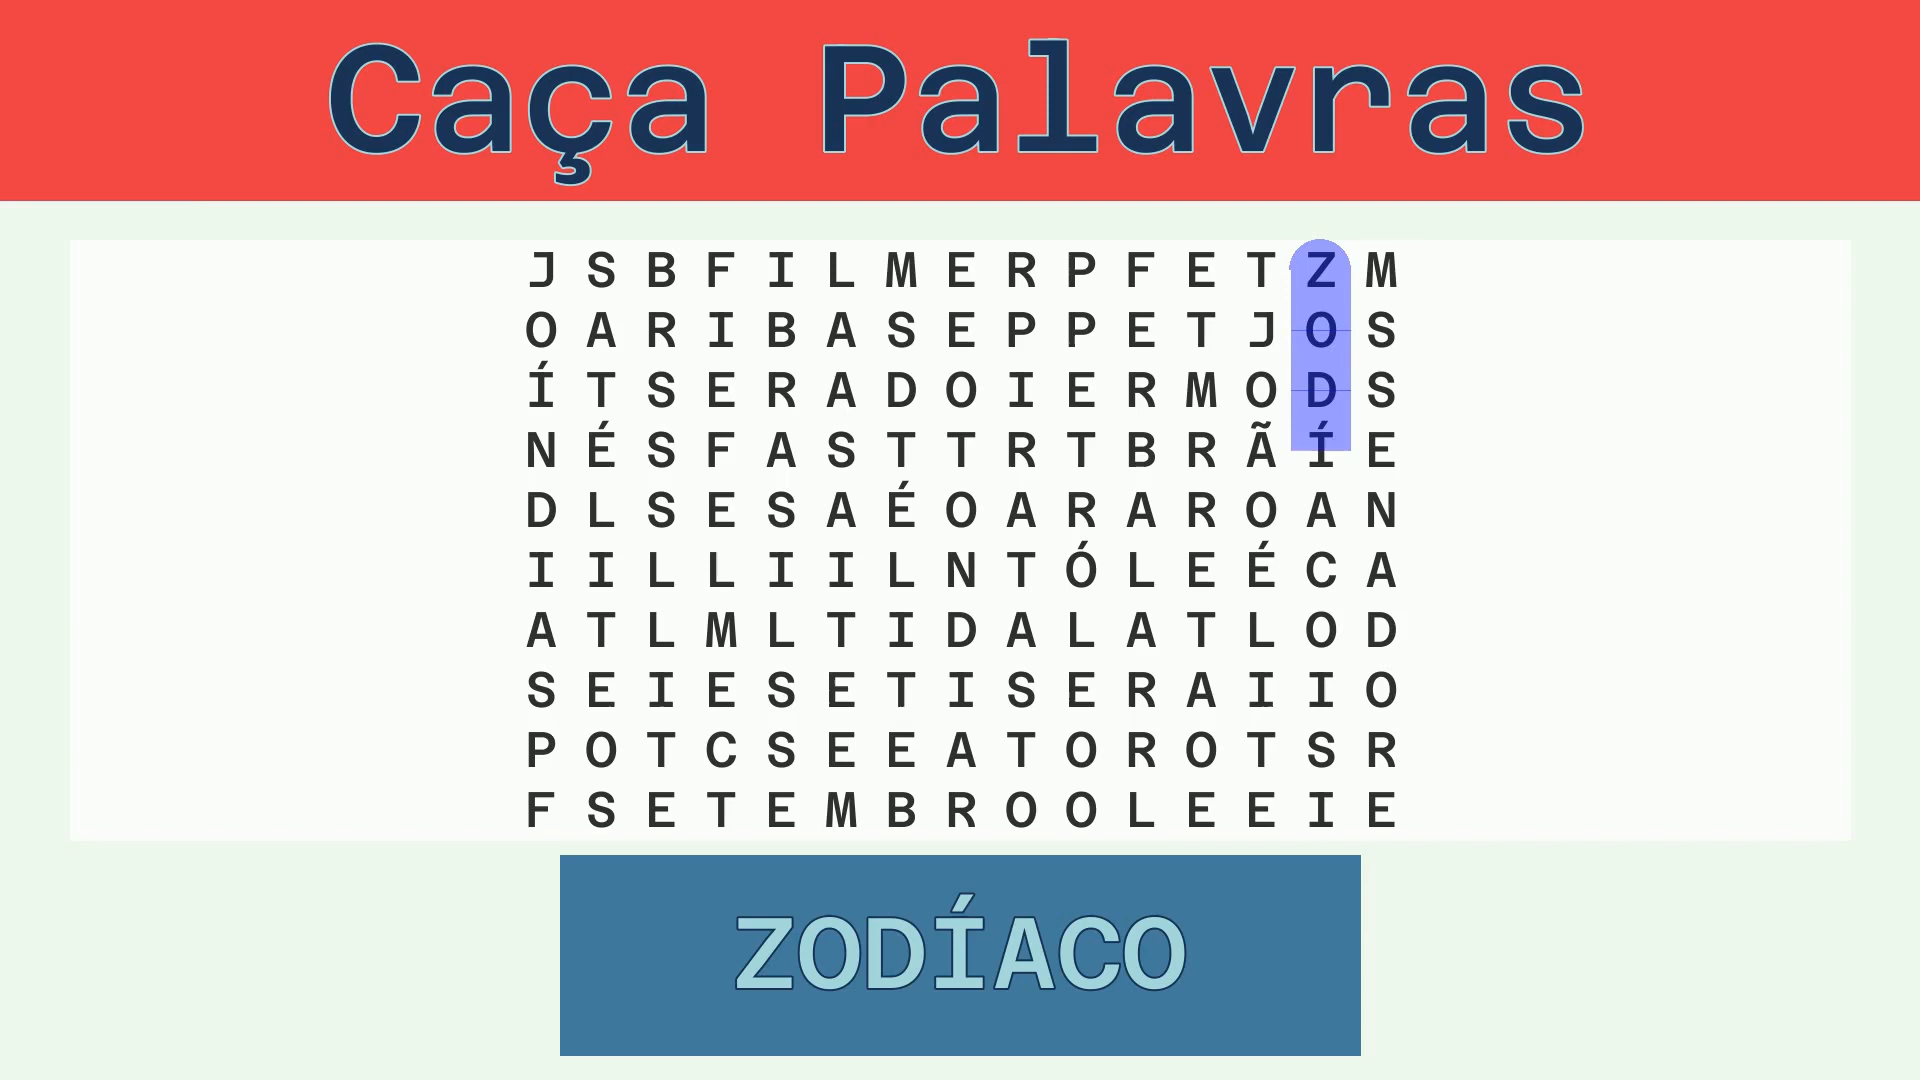 Caça Palavras
J S B F I L M E R P F E T Z M
O A R I B A S E P P E T J O S
Í T S E R A D O I E R M O D S
N É S F A S T T R T B R Ã Í E
D L S E S A É O A R A R O A N
I I L L I I L N T Ó L E É C A
A T L M L T I D A L A T L O D
S E I E S E T I S E R A I I O
P O T C S E E A T O R O T S R
F S E T E M B R O O L E E I E
ZODÍACO